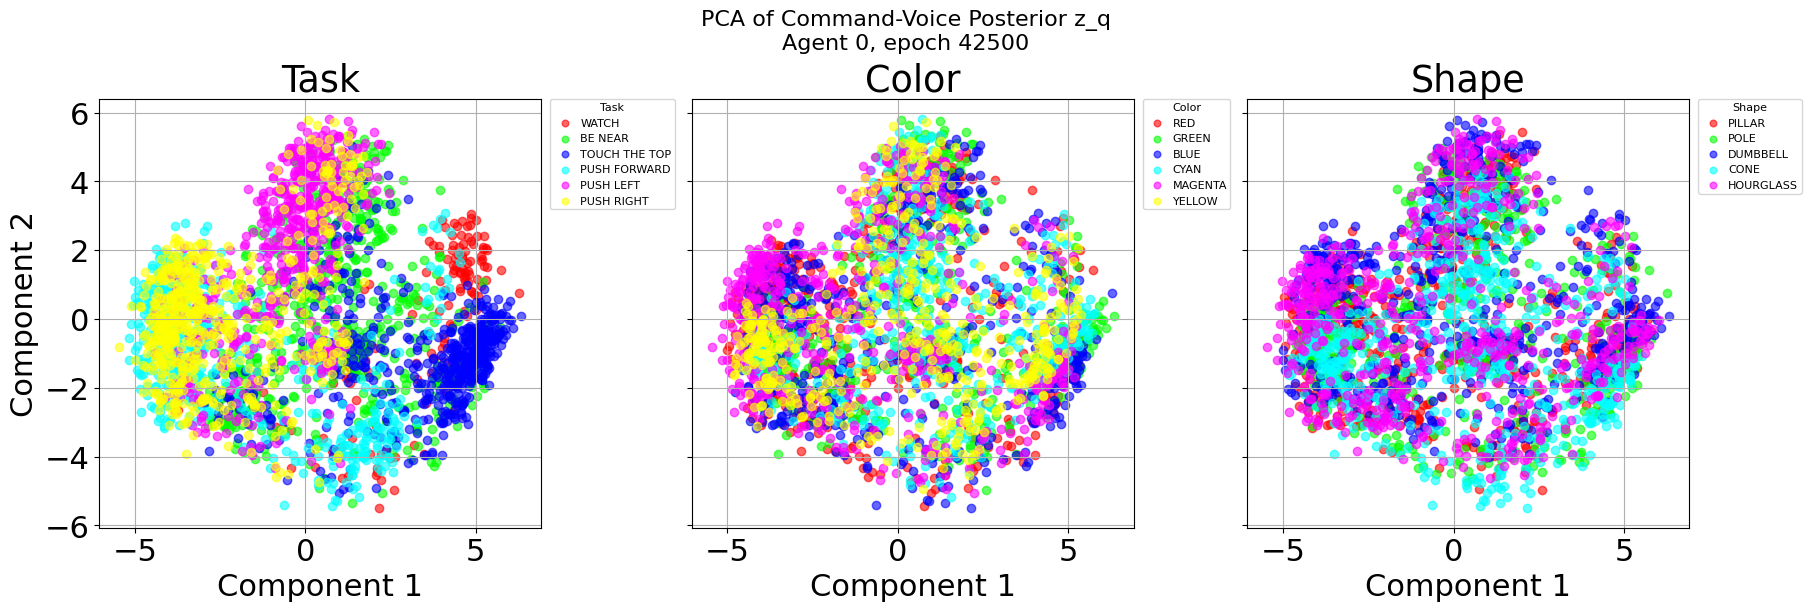 PCA of Command-Voice Posterior z_q
Agent 0, epoch 42500
Task
Component 2
6
4
2
0
−2
−4
−6
−5 0 5
Component 1
Task
WATCH
BE NEAR
TOUCH THE TOP
PUSH FORWARD
PUSH LEFT
PUSH RIGHT
Color
−5 0 5
Component 1
Color
RED
GREEN
BLUE
CYAN
MAGENTA
YELLOW
Shape
−5 0 5
Component 1
Shape
PILLAR
POLE
DUMBBELL
CONE
HOURGLASS